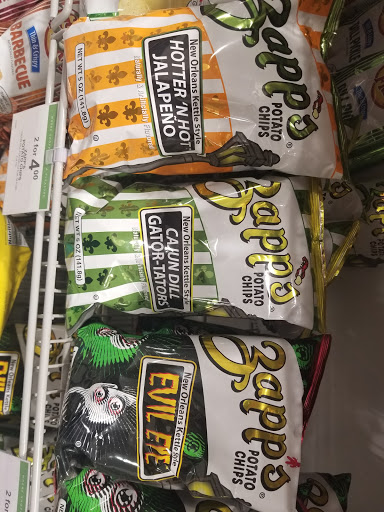 Thin & Crispy
BARBECUE
2 for
4.00
Zapp's
POTATO
CHIPS
New Orleans Kettle Style
HOTTER 'N HOT
JALAPEÑO
NET WT 5 OZ (141.8g)
Zapp's
POTATO
CHIPS
New Orleans Kettle Style
CAJUN DILL
GATOR-TATORS
NET WT 5 OZ (141.8g)
Zapp's
POTATO
CHIPS
New Orleans Kettle Style
EVIL EYE
2 for